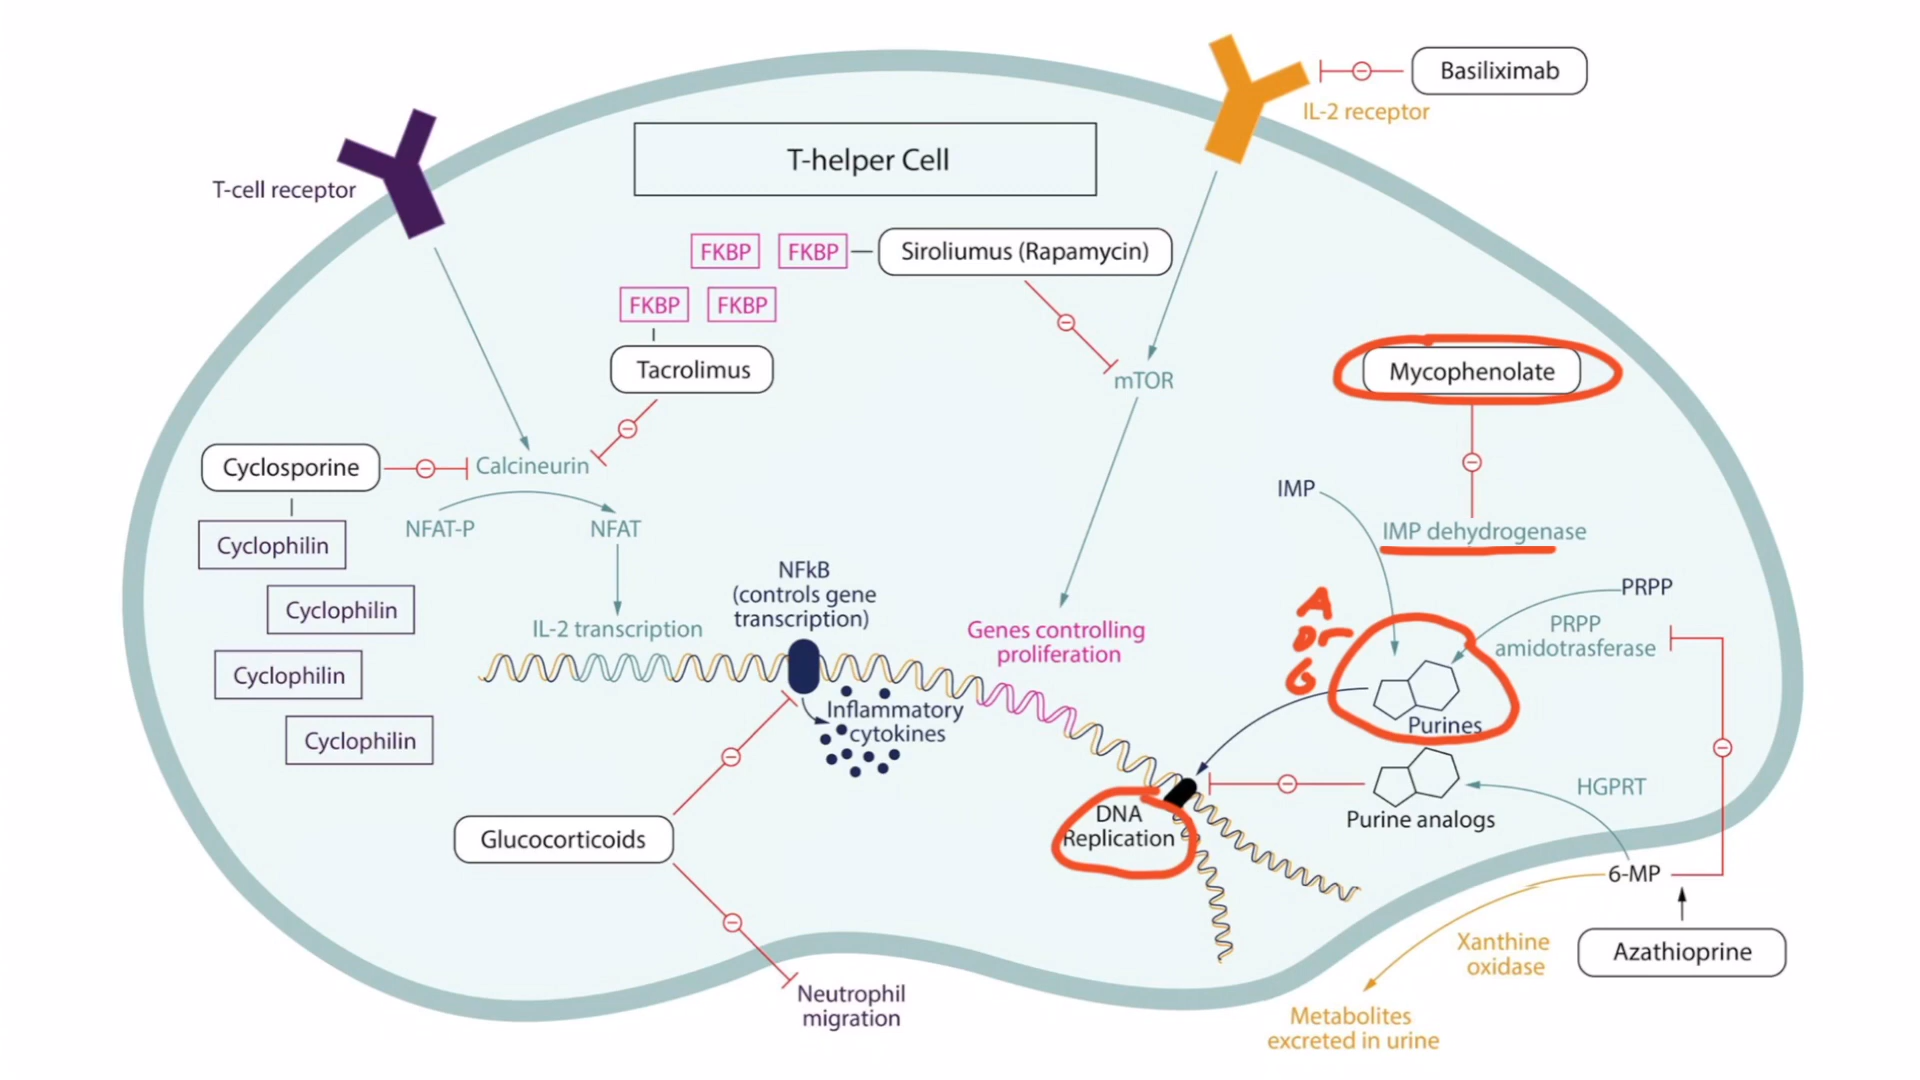 Basiliximab
IL-2 receptor
T-helper Cell
T-cell receptor
FKBP
FKBP
Siroliumus (Rapamycin)
FKBP
FKBP
Tacrolimus
mTOR
Mycophenolate
Cyclosporine
Calcineurin
NFAT-P
NFAT
Cyclophilin
Cyclophilin
Cyclophilin
Cyclophilin
IMP
IMP dehydrogenase
PRPP
PRPP
amidotrasferase
NFkB
(controls gene
transcription)
IL-2 transcription
Genes controlling
proliferation
A
or
G
Purines
Inflammatory
cytokines
DNA
Replication
Purine analogs
HGPRT
Glucocorticoids
6-MP
Xanthine
oxidase
Azathioprine
Neutrophil
migration
Metabolites
excreted in urine